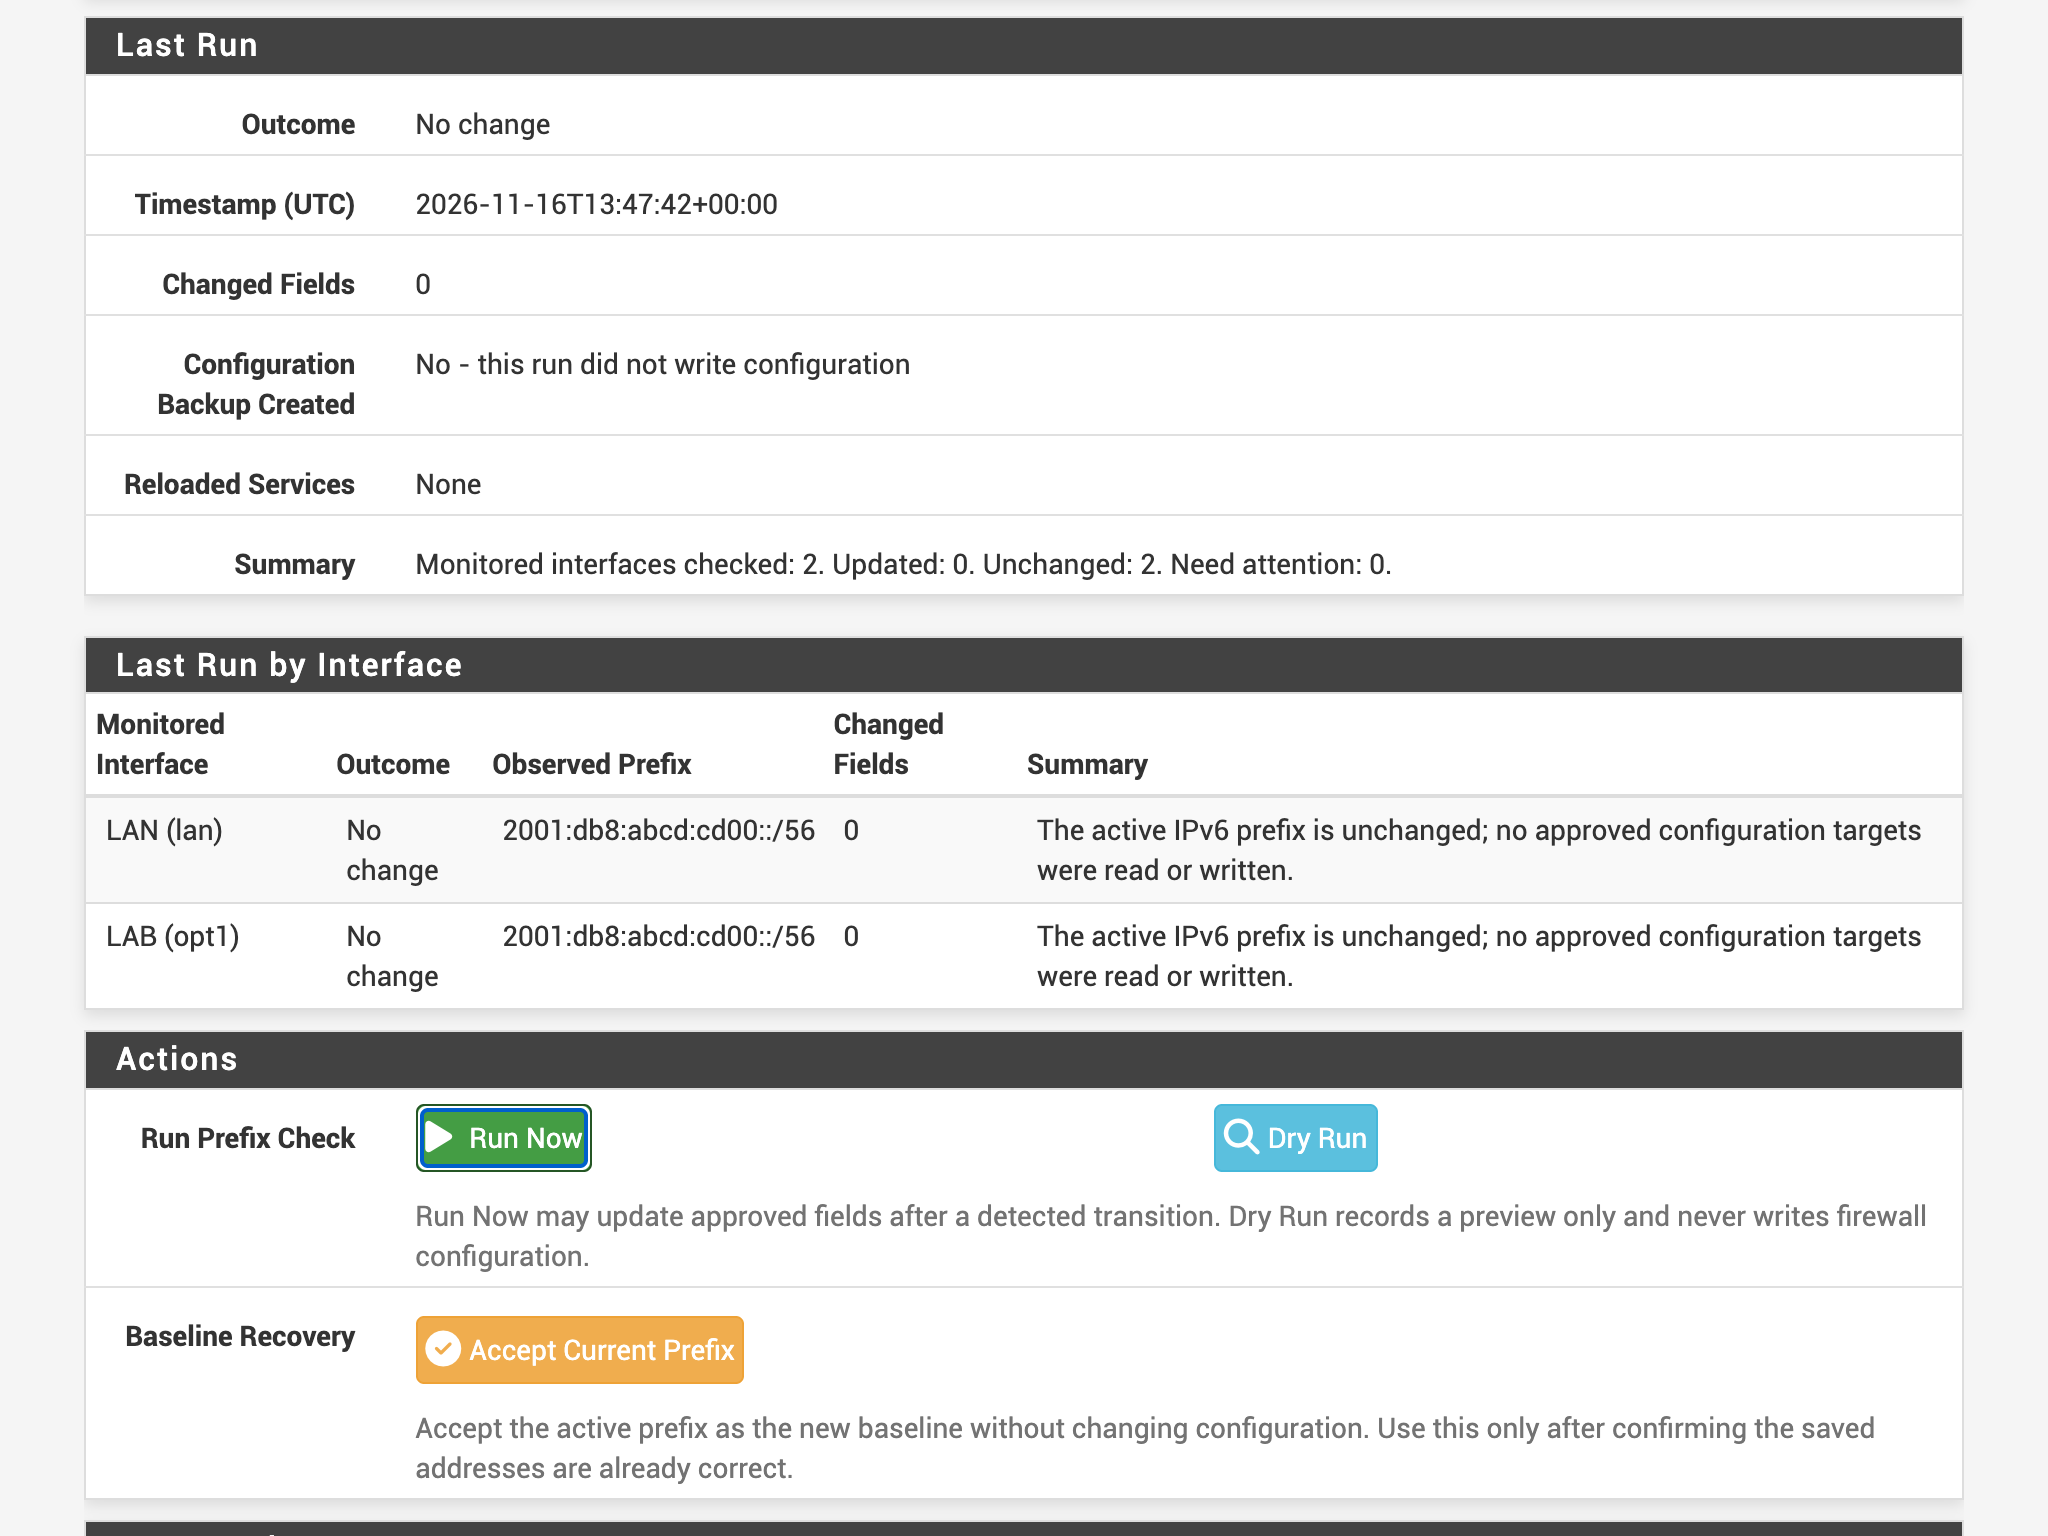 Last Run
Outcome No change
Timestamp (UTC) 2026-11-16T13:47:42+00:00
Changed Fields 0
Configuration No - this run did not write configuration
Backup Created
Reloaded Services None
Summary Monitored interfaces checked: 2. Updated: 0. Unchanged: 2. Need attention: 0.
Last Run by Interface
Monitored Changed
Interface Outcome Observed Prefix Fields Summary
LAN (lan) No 2001:db8:abcd:cd00::/56 0 The active IPv6 prefix is unchanged; no approved configuration targets
change were read or written.
LAB (opt1) No 2001:db8:abcd:cd00::/56 0 The active IPv6 prefix is unchanged; no approved configuration targets
change were read or written.
Actions
Run Prefix Check Run Now Dry Run
Run Now may update approved fields after a detected transition. Dry Run records a preview only and never writes firewall
configuration.
Baseline Recovery Accept Current Prefix
Accept the active prefix as the new baseline without changing configuration. Use this only after confirming the saved
addresses are already correct.